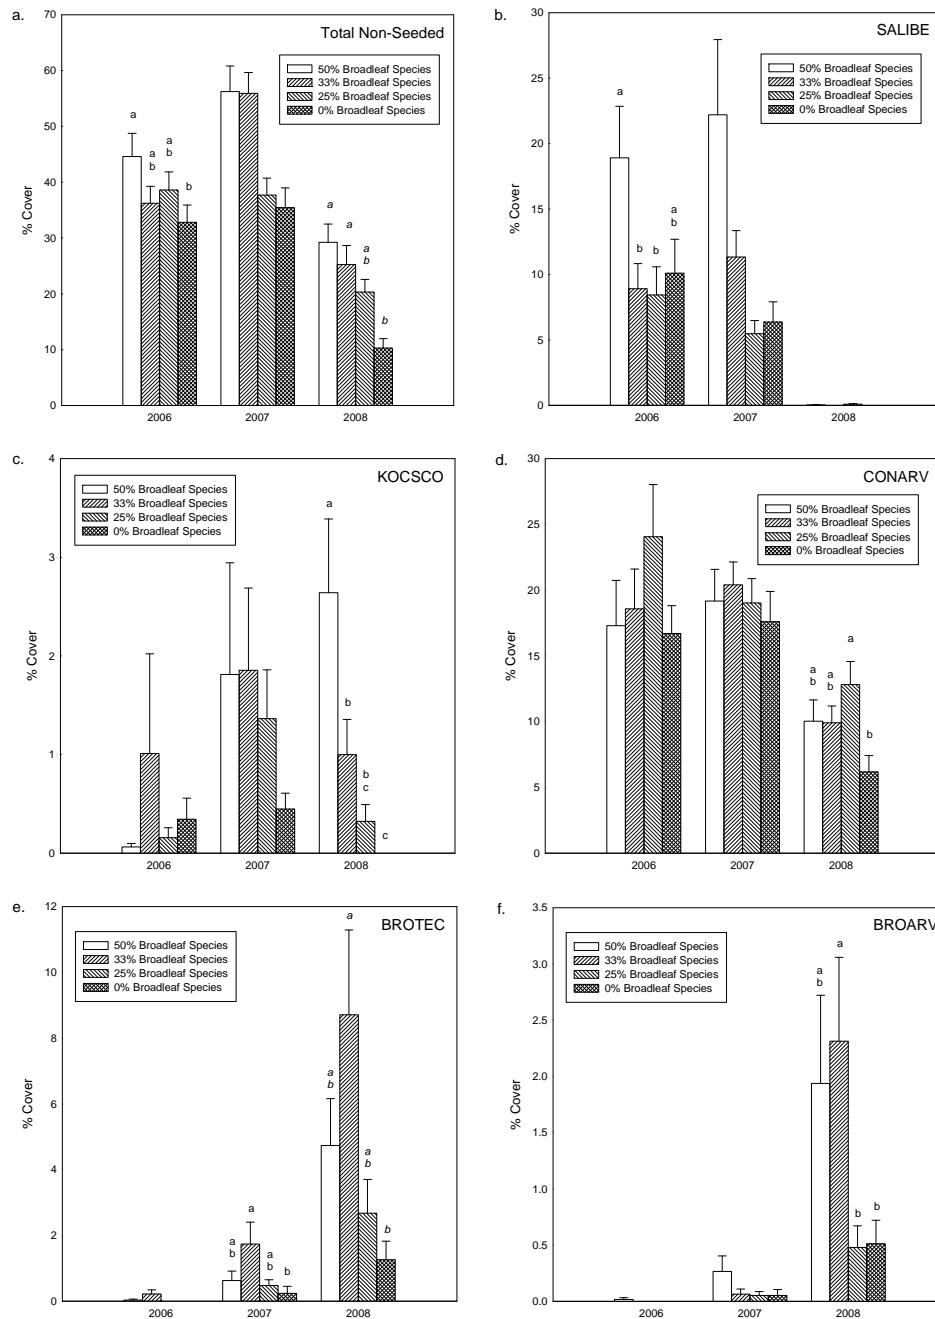 a.
Total Non-Seeded
50% Broadleaf Species
33% Broadleaf Species
25% Broadleaf Species
0% Broadleaf Species
% Cover
70
60
50
40
30
20
10
0
a
a
b
a
b
b
a
a
a
b
b
2006 2007 2008
b.
SALIBE
50% Broadleaf Species
33% Broadleaf Species
25% Broadleaf Species
0% Broadleaf Species
% Cover
30
25
20
15
10
5
0
a
b
b
a
b
2006 2007 2008
c.
KOCSCO
50% Broadleaf Species
33% Broadleaf Species
25% Broadleaf Species
0% Broadleaf Species
% Cover
4
3
2
1
0
a
b
b
c
c
2006 2007 2008
d.
CONARV
50% Broadleaf Species
33% Broadleaf Species
25% Broadleaf Species
0% Broadleaf Species
% Cover
30
25
20
15
10
5
0
a
b
a
b
a
b
2006 2007 2008
e.
BROTEC
50% Broadleaf Species
33% Broadleaf Species
25% Broadleaf Species
0% Broadleaf Species
% Cover
12
10
8
6
4
2
0
a
b
a
a
b
b
a
b
a
a
b
b
2006 2007 2008
f.
BROARV
50% Broadleaf Species
33% Broadleaf Species
25% Broadleaf Species
0% Broadleaf Species
% Cover
3.5
3.0
2.5
2.0
1.5
1.0
0.5
0.0
a
b
a
b
b
2006 2007 2008